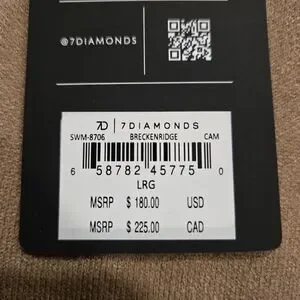 @7DIAMONDS
7D | 7DIAMONDS
SWM-8706 BRECKENRIDGE CAM
6 58782 45775 0
LRG
MSRP $ 180.00 USD
MSRP $ 225.00 CAD